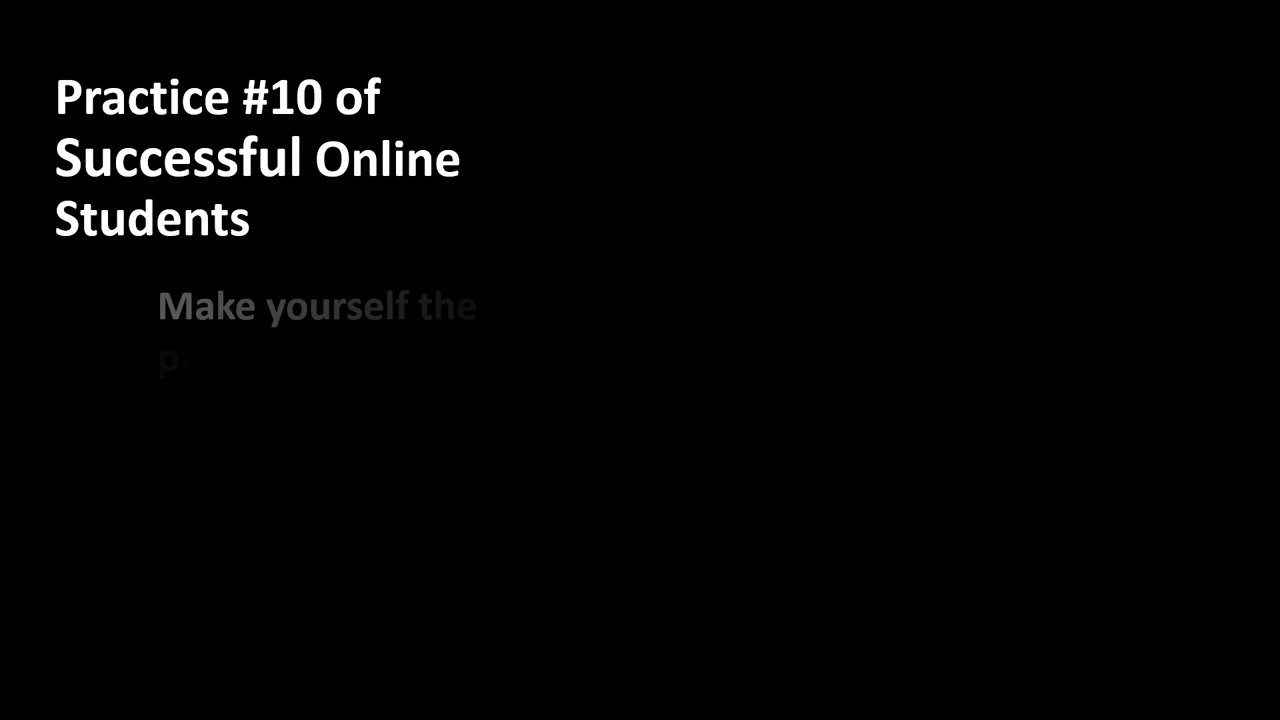 Practice #10 of
Successful Online
Students
Make yourself the